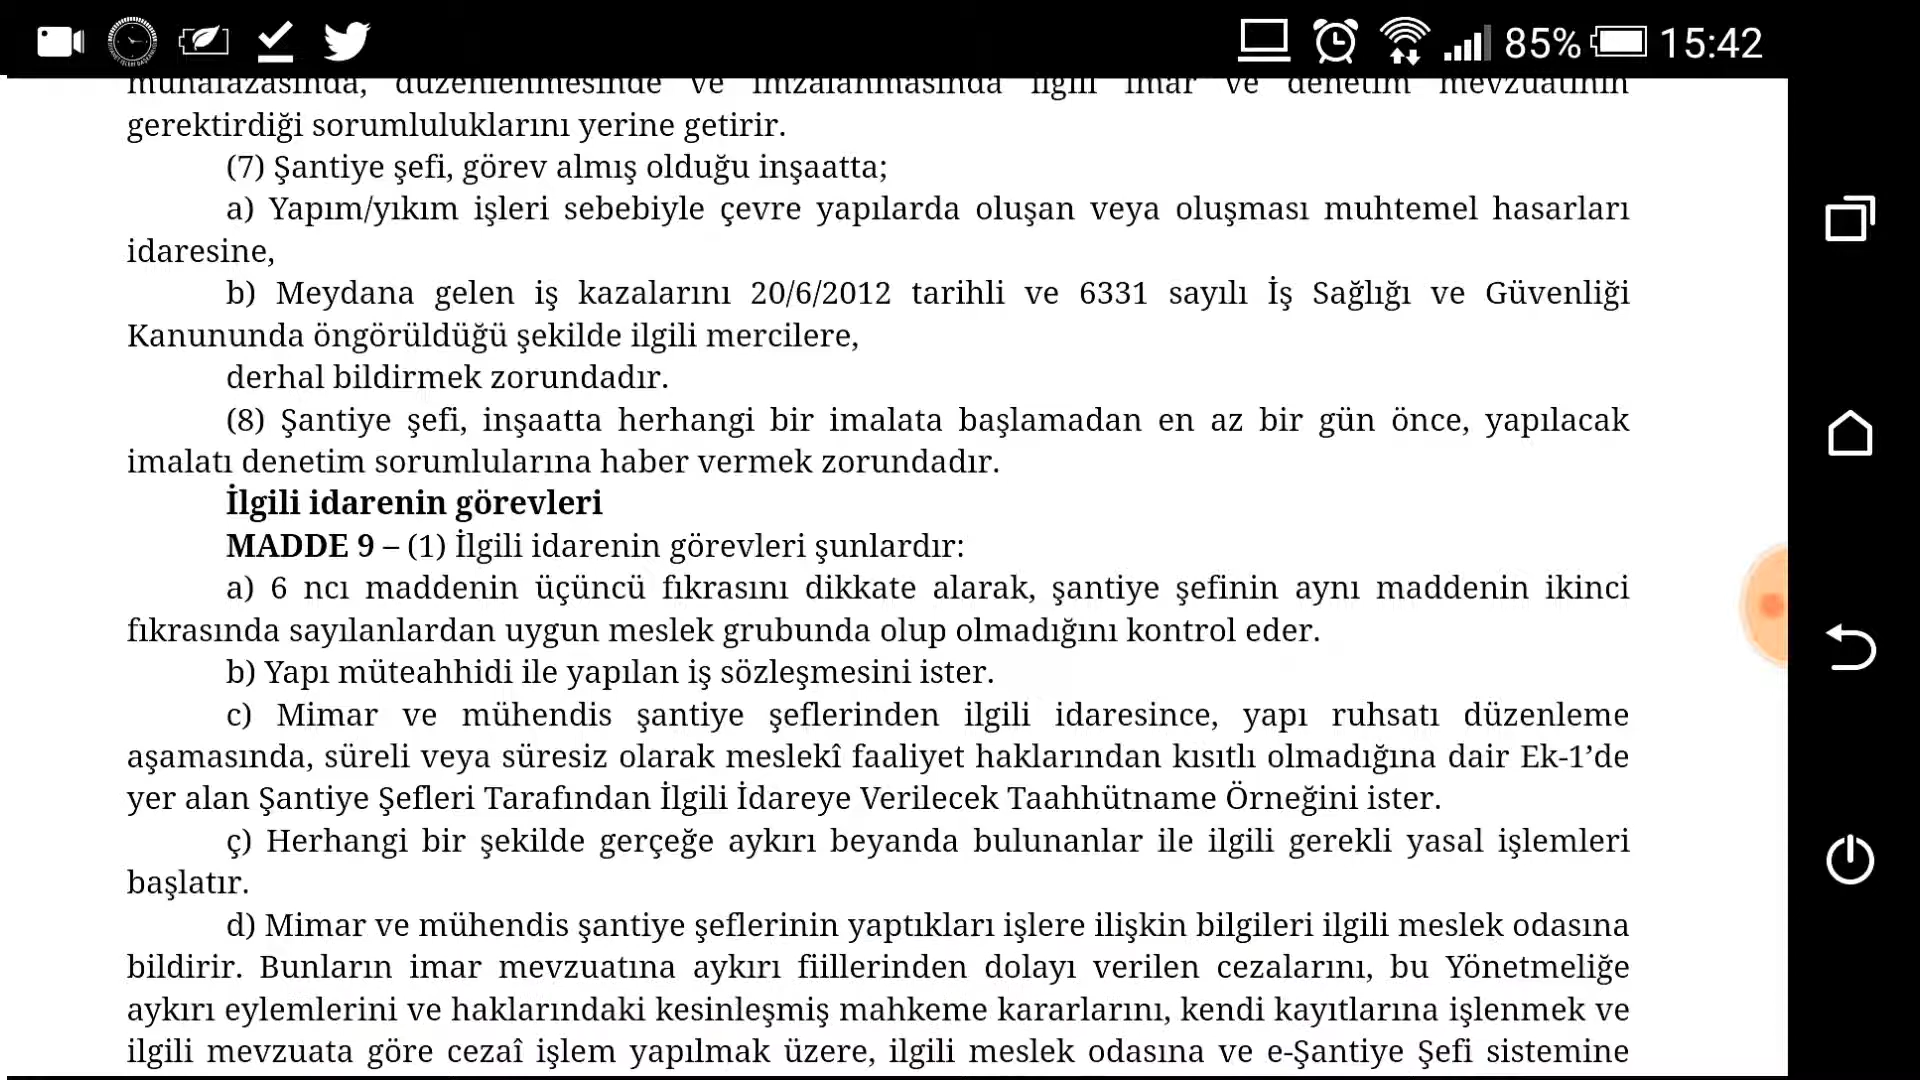 85% 15:42
muhafazasında, düzenlenmesinde ve imzalanmasında ilgili imar ve denetim mevzuatının
gerektirdiği sorumluluklarını yerine getirir.
(7) Şantiye şefi, görev almış olduğu inşaatta;
a) Yapım/yıkım işleri sebebiyle çevre yapılarda oluşan veya oluşması muhtemel hasarları
idaresine,
b) Meydana gelen iş kazalarını 20/6/2012 tarihli ve 6331 sayılı İş Sağlığı ve Güvenliği
Kanununda öngörüldüğü şekilde ilgili mercilere,
derhal bildirmek zorundadır.
(8) Şantiye şefi, inşaatta herhangi bir imalata başlamadan en az bir gün önce, yapılacak
imalatı denetim sorumlularına haber vermek zorundadır.
İlgili idarenin görevleri
MADDE 9 – (1) İlgili idarenin görevleri şunlardır:
a) 6 ncı maddenin üçüncü fıkrasını dikkate alarak, şantiye şefinin aynı maddenin ikinci
fıkrasında sayılanlardan uygun meslek grubunda olup olmadığını kontrol eder.
b) Yapı müteahhidi ile yapılan iş sözleşmesini ister.
c) Mimar ve mühendis şantiye şeflerinden ilgili idaresince, yapı ruhsatı düzenleme
aşamasında, süreli veya süresiz olarak meslekî faaliyet haklarından kısıtlı olmadığına dair Ek-1’de
yer alan Şantiye Şefleri Tarafından İlgili İdareye Verilecek Taahhütname Örneğini ister.
ç) Herhangi bir şekilde gerçeğe aykırı beyanda bulunanlar ile ilgili gerekli yasal işlemleri
başlatır.
d) Mimar ve mühendis şantiye şeflerinin yaptıkları işlere ilişkin bilgileri ilgili meslek odasına
bildirir. Bunların imar mevzuatına aykırı fiillerinden dolayı verilen cezalarını, bu Yönetmeliğe
aykırı eylemlerini ve haklarındaki kesinleşmiş mahkeme kararlarını, kendi kayıtlarına işlenmek ve
ilgili mevzuata göre cezaî işlem yapılmak üzere, ilgili meslek odasına ve e-Şantiye Şefi sistemine